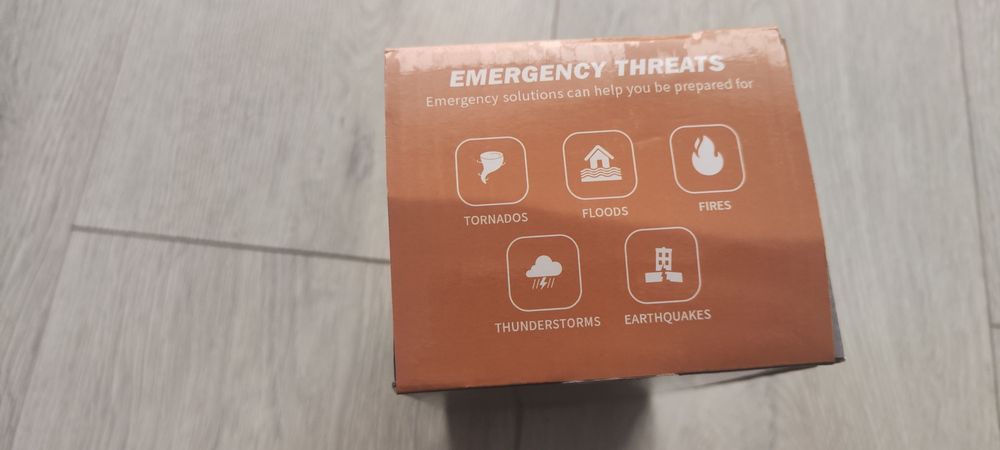 EMERGENCY THREATS
Emergency solutions can help you be prepared for
TORNADOS
FLOODS
FIRES
THUNDERSTORMS
EARTHQUAKES